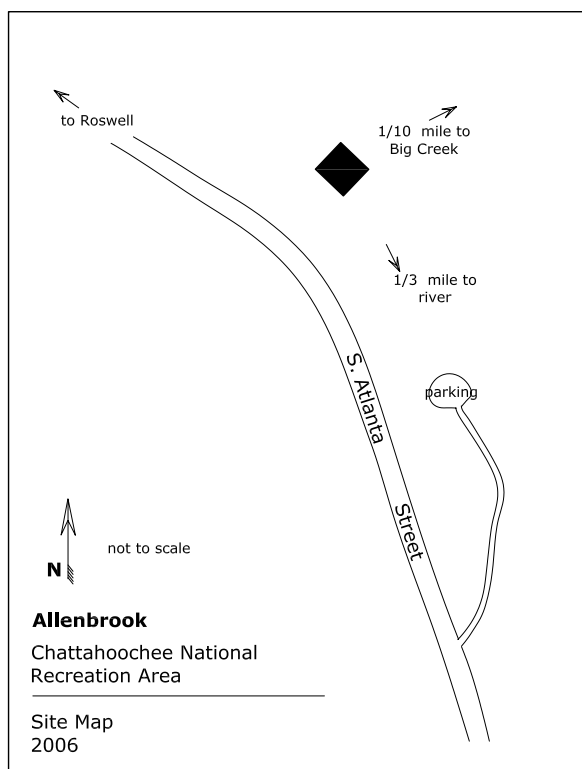 to Roswell
1/10 mile to
Big Creek
1/3 mile to
river
S. Atlanta
Street
parking
not to scale
N
Allenbrook
Chattahoochee National
Recreation Area
Site Map
2006